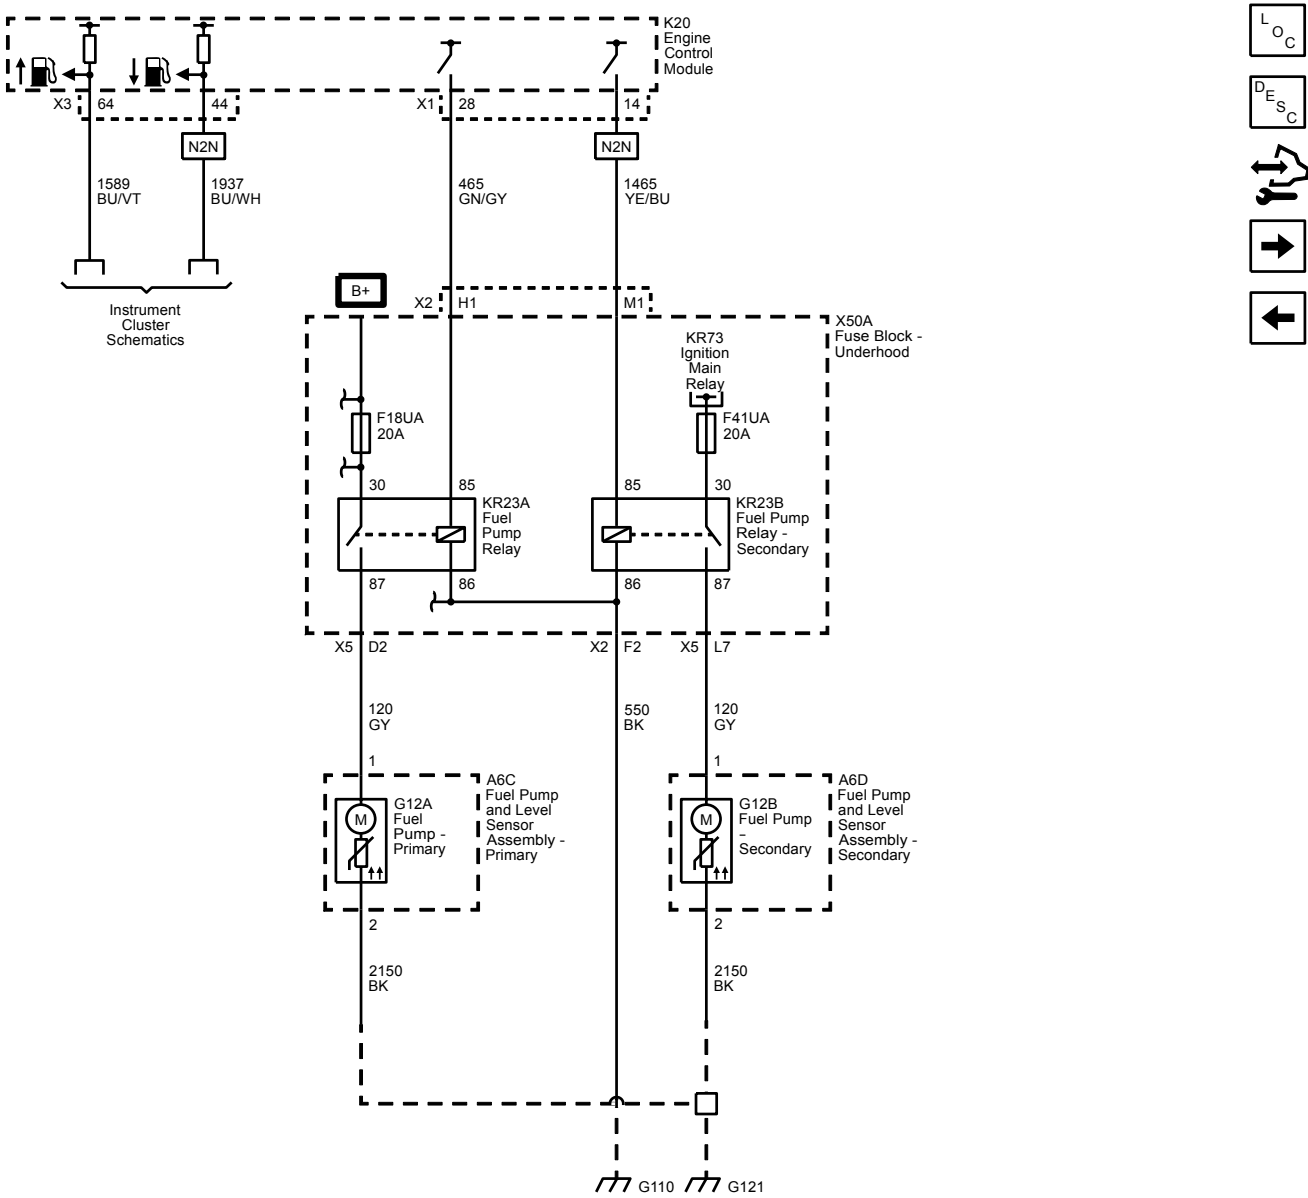 K20
Engine
Control
Module
X3 64 44
X1 28 14
N2N
N2N
1589
BU/VT
1937
BU/WH
465
GN/GY
1465
YE/BU
Instrument
Cluster
Schematics
B+
X2 H1 M1
X50A
Fuse Block -
Underhood
KR73
Ignition
Main
Relay
F18UA
20A
F41UA
20A
30 85
85 30
KR23A
Fuel
Pump
Relay
KR23B
Fuel Pump
Relay -
Secondary
87 86
86 87
X5 D2
X2 F2
X5 L7
120
GY
550
BK
120
GY
1
1
A6C
Fuel Pump
and Level
Sensor
Assembly -
Primary
G12A
Fuel
Pump -
Primary
M
A6D
Fuel Pump
and Level
Sensor
Assembly -
Secondary
G12B
Fuel Pump
–
Secondary
M
2
2
2150
BK
2150
BK
G110
G121
LOC
DESC